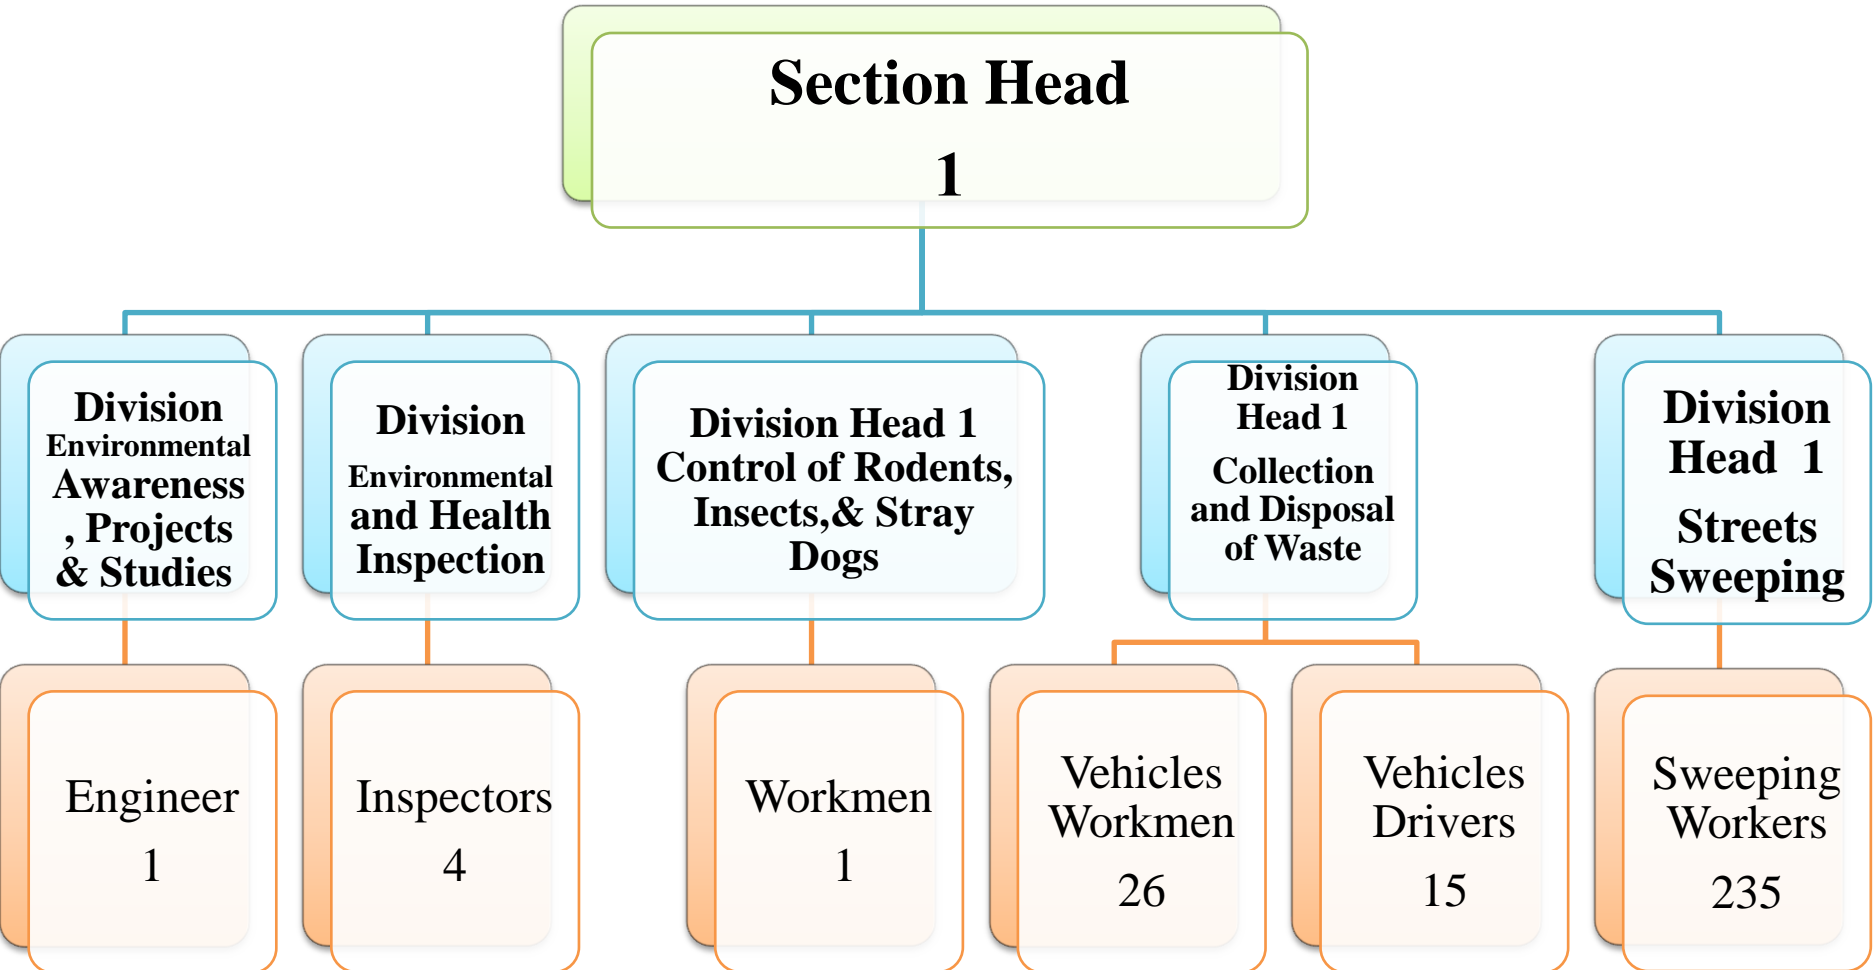 Section Head
1
Division
Environmental
Awareness
, Projects
& Studies
Division
Environmental
and Health
Inspection
Division Head 1
Control of Rodents,
Insects,& Stray
Dogs
Division
Head 1
Collection
and Disposal
of Waste
Division
Head 1
Streets
Sweeping
Engineer
1
Inspectors
4
Workmen
1
Vehicles
Workmen
26
Vehicles
Drivers
15
Sweeping
Workers
235